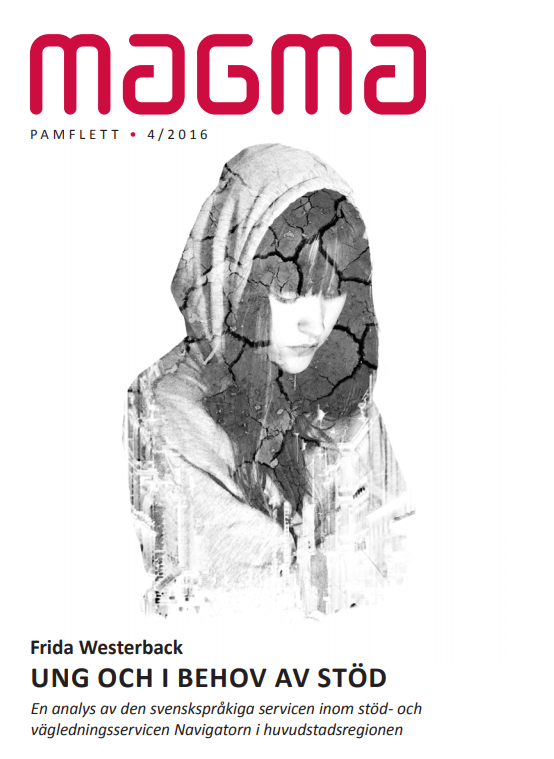 magma
PAMFLETT • 4/2016
Frida Westerback
UNG OCH I BEHOV AV STÖD
En analys av den svenskspråkiga servicen inom stöd- och
vägledningsservicen Navigatorn i huvudstadsregionen